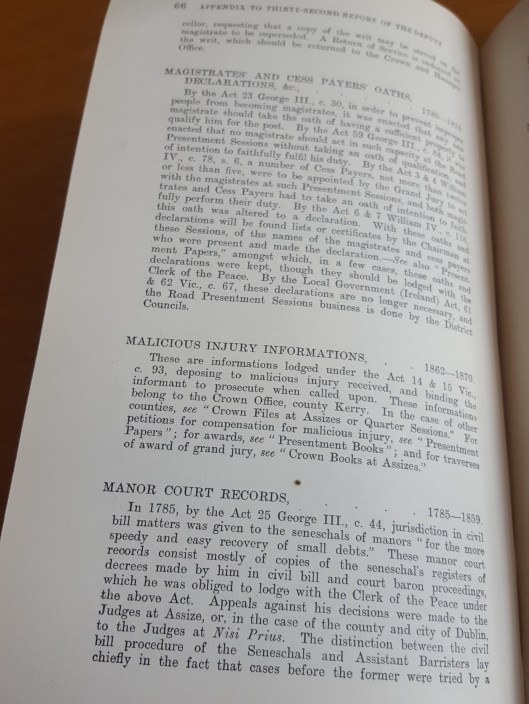 66 APPENDIX TO THIRTY-SECOND REPORT OF THE DEPUTY
cellor, requesting that a copy of the writ may be served on the
magistrate to be superseded. A Return of Service is endorsed on
the writ, which should be returned to the Crown and Hanaper
Office.
MAGISTRATES' AND CESS PAYERS' OATHS,
DECLARATIONS, &c.,
By the Act 23 George III., c. 30, in order to prevent improper
people from becoming magistrates, it was enacted that each
magistrate should take the oath of having a sufficient property to
qualify him for the post. By the Act 59 George III., c. 84, it was
enacted that no magistrate should act in such capacity at the Road
Presentment Sessions without taking an oath of qualification and
of intention to faithfully fulfil his duty. By the Act 3 & 4 William
IV., c. 78, s. 6, a number of Cess Payers, not more than twelve
or less than five, were to be appointed by the Grand Jury to act
with the magistrates at such Presentment Sessions, and both magis-
trates and Cess Payers had to take an oath of intention to faith-
fully perform their duty. By the Act 6 & 7 William IV., c. 116,
this oath was altered to a declaration. With these oaths and
declarations will be found lists or certificates by the Chairman at
these Sessions, of the names of the magistrates and cess payers
who were present and made the declaration.—See also "Present-
ment Papers," amongst which, in a few cases, these oaths and
declarations were kept, though they should be lodged with the
Clerk of the Peace. By the Local Government (Ireland) Act, 61
& 62 Vic., c. 67, these declarations are no longer necessary, and
the Road Presentment Sessions business is done by the District
Councils.
MALICIOUS INJURY INFORMATIONS, . . 1862—1870.
These are informations lodged under the Act 14 & 15 Vic.,
c. 93, deposing to malicious injury received, and binding the
informant to prosecute when called upon. These informations
belong to the Crown Office, county Kerry. In the case of other
counties, see "Crown Files at Assizes or Quarter Sessions." For
petitions for compensation for malicious injury, see "Presentment
Papers"; for awards, see "Presentment Books"; and for traverses
of award of grand jury, see "Crown Books at Assizes."
MANOR COURT RECORDS, . . . . 1785—1859.
In 1785, by the Act 25 George III., c. 44, jurisdiction in civil
bill matters was given to the seneschals of manors "for the more
speedy and easy recovery of small debts." These manor court
records consist mostly of copies of the seneschal's registers of
decrees made by him in civil bill and court baron proceedings,
which he was obliged to lodge with the Clerk of the Peace under
the above Act. Appeals against his decisions were made to the
Judges at Assize, or, in the case of the county and city of Dublin,
to the Judges at Nisi Prius. The distinction between the civil
bill procedure of the Seneschals and Assistant Barristers lay
chiefly in the fact that cases before the former were tried by a